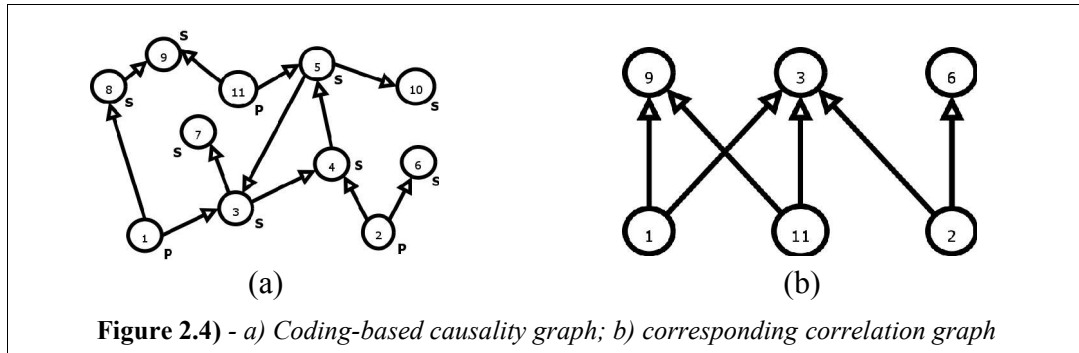 S
9
5
S
8
S
11
P
10
S
7
S
4
S
6
S
3
S
1
P
2
P
9
3
6
1
11
2
(a)
(b)
Figure 2.4) - a) Coding-based causality graph; b) corresponding correlation graph